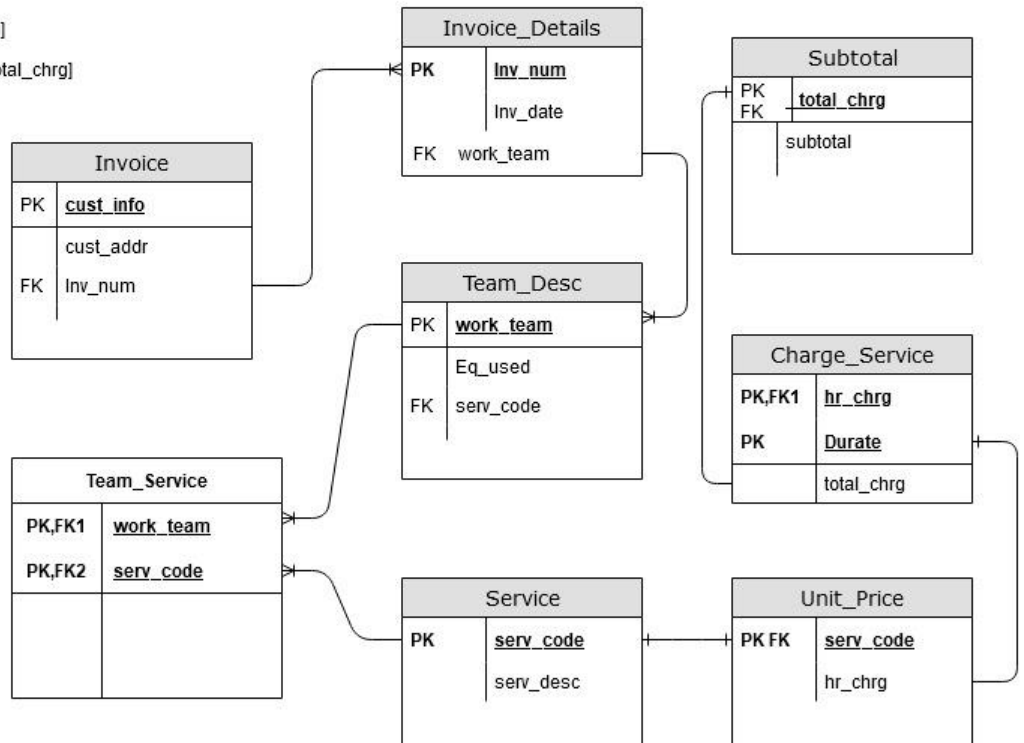 ]
tal_chrg]
Invoice_Details
PK Inv_num
Inv_date
FK work_team
Subtotal
PK
FK total_chrg
subtotal
Invoice
PK cust_info
cust_addr
FK Inv_num
Team_Desc
PK work_team
Eq_used
FK serv_code
Charge_Service
PK,FK1 hr_chrg
PK Durate
total_chrg
Team_Service
PK,FK1 work_team
PK,FK2 serv_code
Service
PK serv_code
serv_desc
Unit_Price
PK FK serv_code
hr_chrg